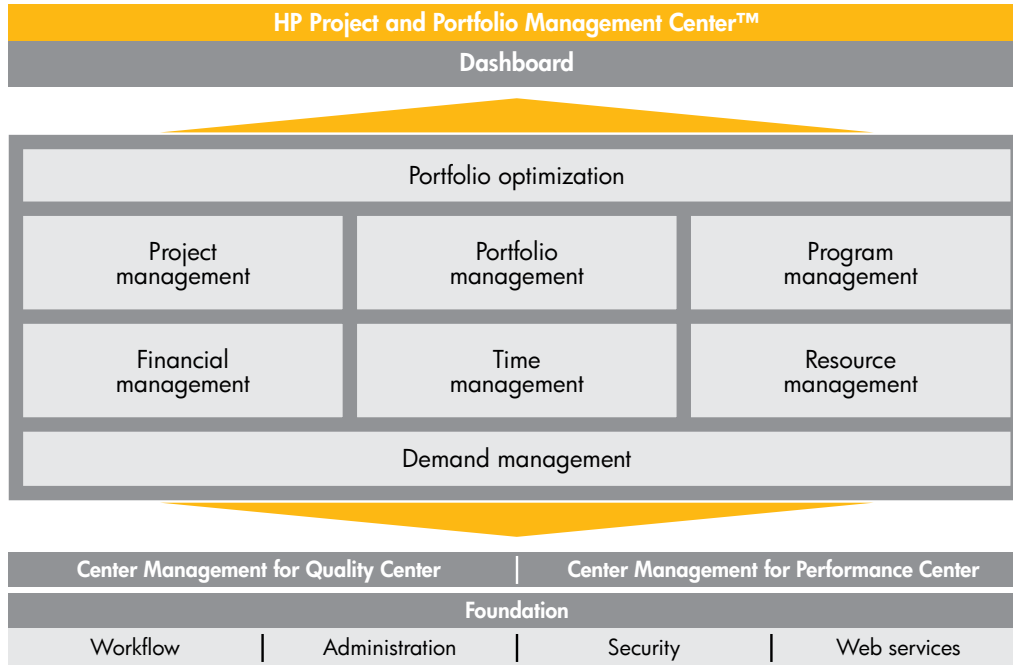 HP Project and Portfolio Management Center™
Dashboard
Portfolio optimization
Project
management
Portfolio
management
Program
management
Financial
management
Time
management
Resource
management
Demand management
Center Management for Quality Center | Center Management for Performance Center
Foundation
Workflow | Administration | Security | Web services